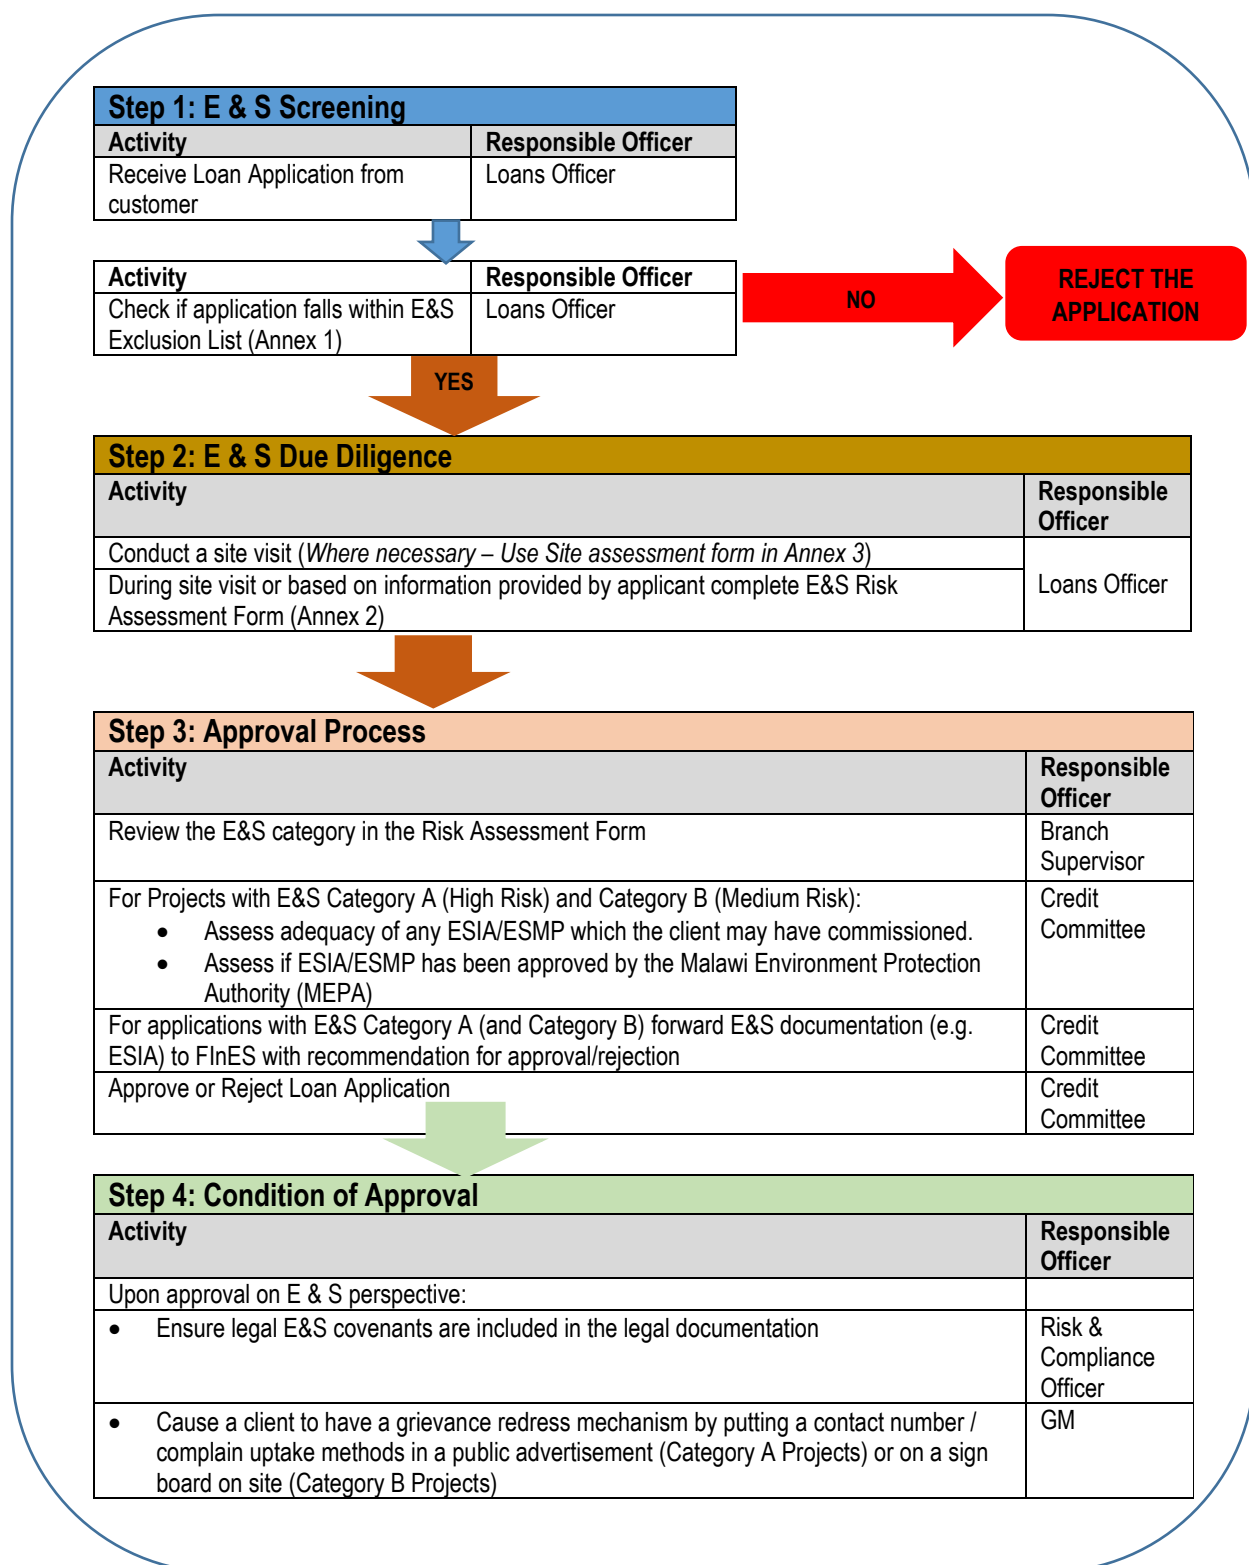 Step 1: E & S Screening
Activity
Responsible Officer
Receive Loan Application from
customer
Loans Officer
Activity
Responsible Officer
Check if application falls within E&S
Exclusion List (Annex 1)
Loans Officer
NO
REJECT THE
APPLICATION
YES
Step 2: E & S Due Diligence
Activity
Responsible
Officer
Conduct a site visit (Where necessary – Use Site assessment form in Annex 3)
During site visit or based on information provided by applicant complete E&S Risk
Assessment Form (Annex 2)
Loans Officer
Step 3: Approval Process
Activity
Responsible
Officer
Review the E&S category in the Risk Assessment Form
Branch
Supervisor
For Projects with E&S Category A (High Risk) and Category B (Medium Risk):
• Assess adequacy of any ESIA/ESMP which the client may have commissioned.
• Assess if ESIA/ESMP has been approved by the Malawi Environment Protection
Authority (MEPA)
Credit
Committee
For applications with E&S Category A (and Category B) forward E&S documentation (e.g.
ESIA) to FInES with recommendation for approval/rejection
Credit
Committee
Approve or Reject Loan Application
Credit
Committee
Step 4: Condition of Approval
Activity
Responsible
Officer
Upon approval on E & S perspective:
• Ensure legal E&S covenants are included in the legal documentation
Risk &
Compliance
Officer
• Cause a client to have a grievance redress mechanism by putting a contact number /
complain uptake methods in a public advertisement (Category A Projects) or on a sign
board on site (Category B Projects)
GM